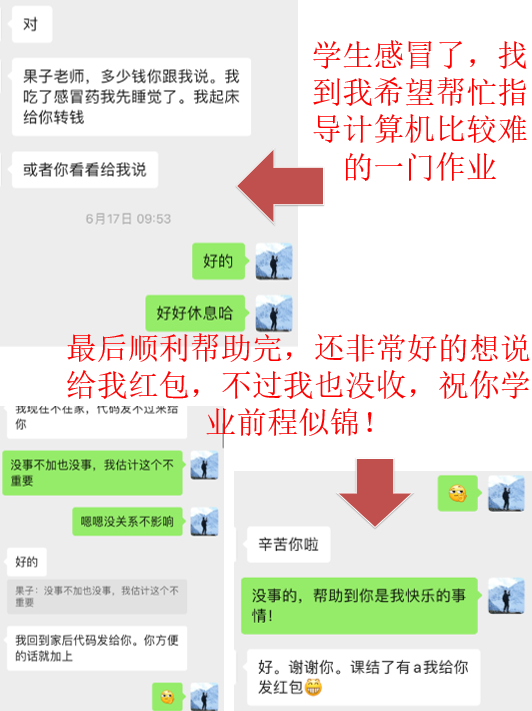 对
学生感冒了，找
到我希望帮忙指
导计算机比较难
的一门作业
果子老师，多少钱你跟我说。我
吃了感冒药我先睡觉了。我起床
给你转钱
或者你看看给我说
6月17日 09:53
好的
好好休息哈
最后顺利帮助完，还非常好的想说
给我红包，不过我也没收，祝你学
业前程似锦！
我现在不在家，代码发不过来给
你
没事不加也没事，我估计这个不
重要
嗯嗯没关系不影响
好的
果子：没事不加也没事，我估计这个不
重要
我回到家后代码发给你。你方便
的话就加上
辛苦你啦
没事的，帮助到你是我快乐的事
情！
好。谢谢你。课结了有a我给你
发红包😁